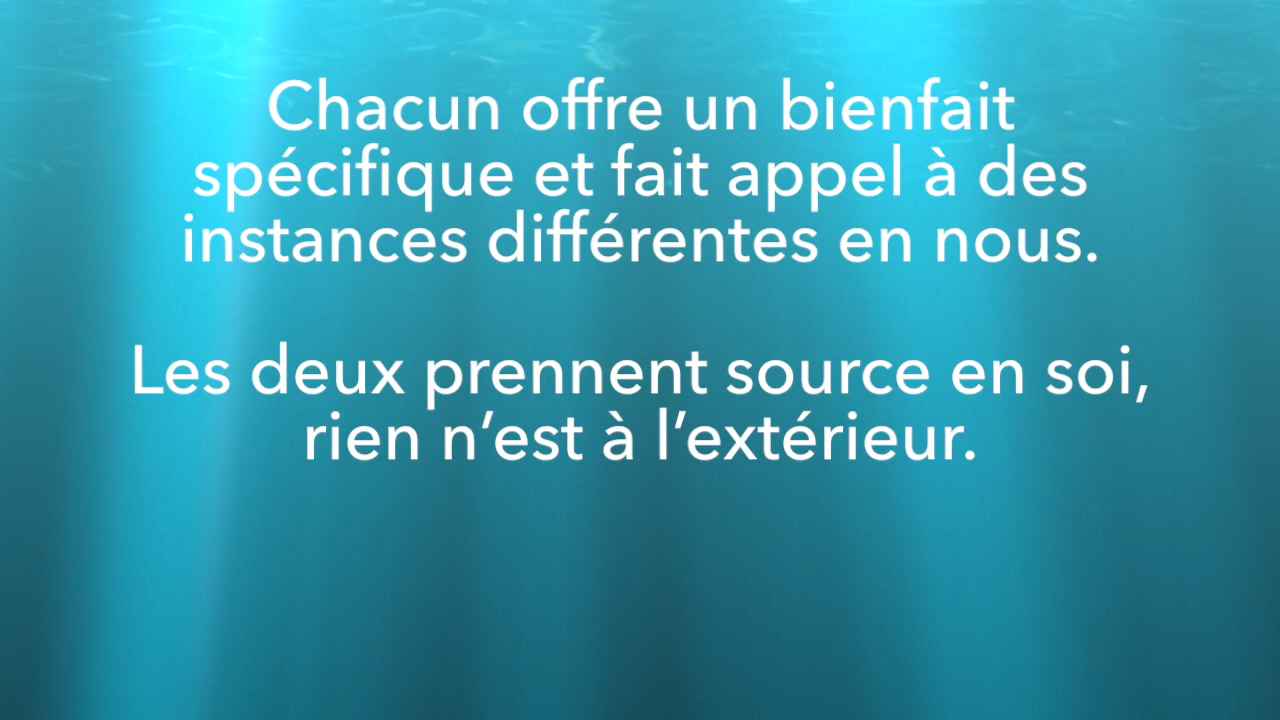 Chacun offre un bienfait
spécifique et fait appel à des
instances différentes en nous.
Les deux prennent source en soi,
rien n’est à l’extérieur.